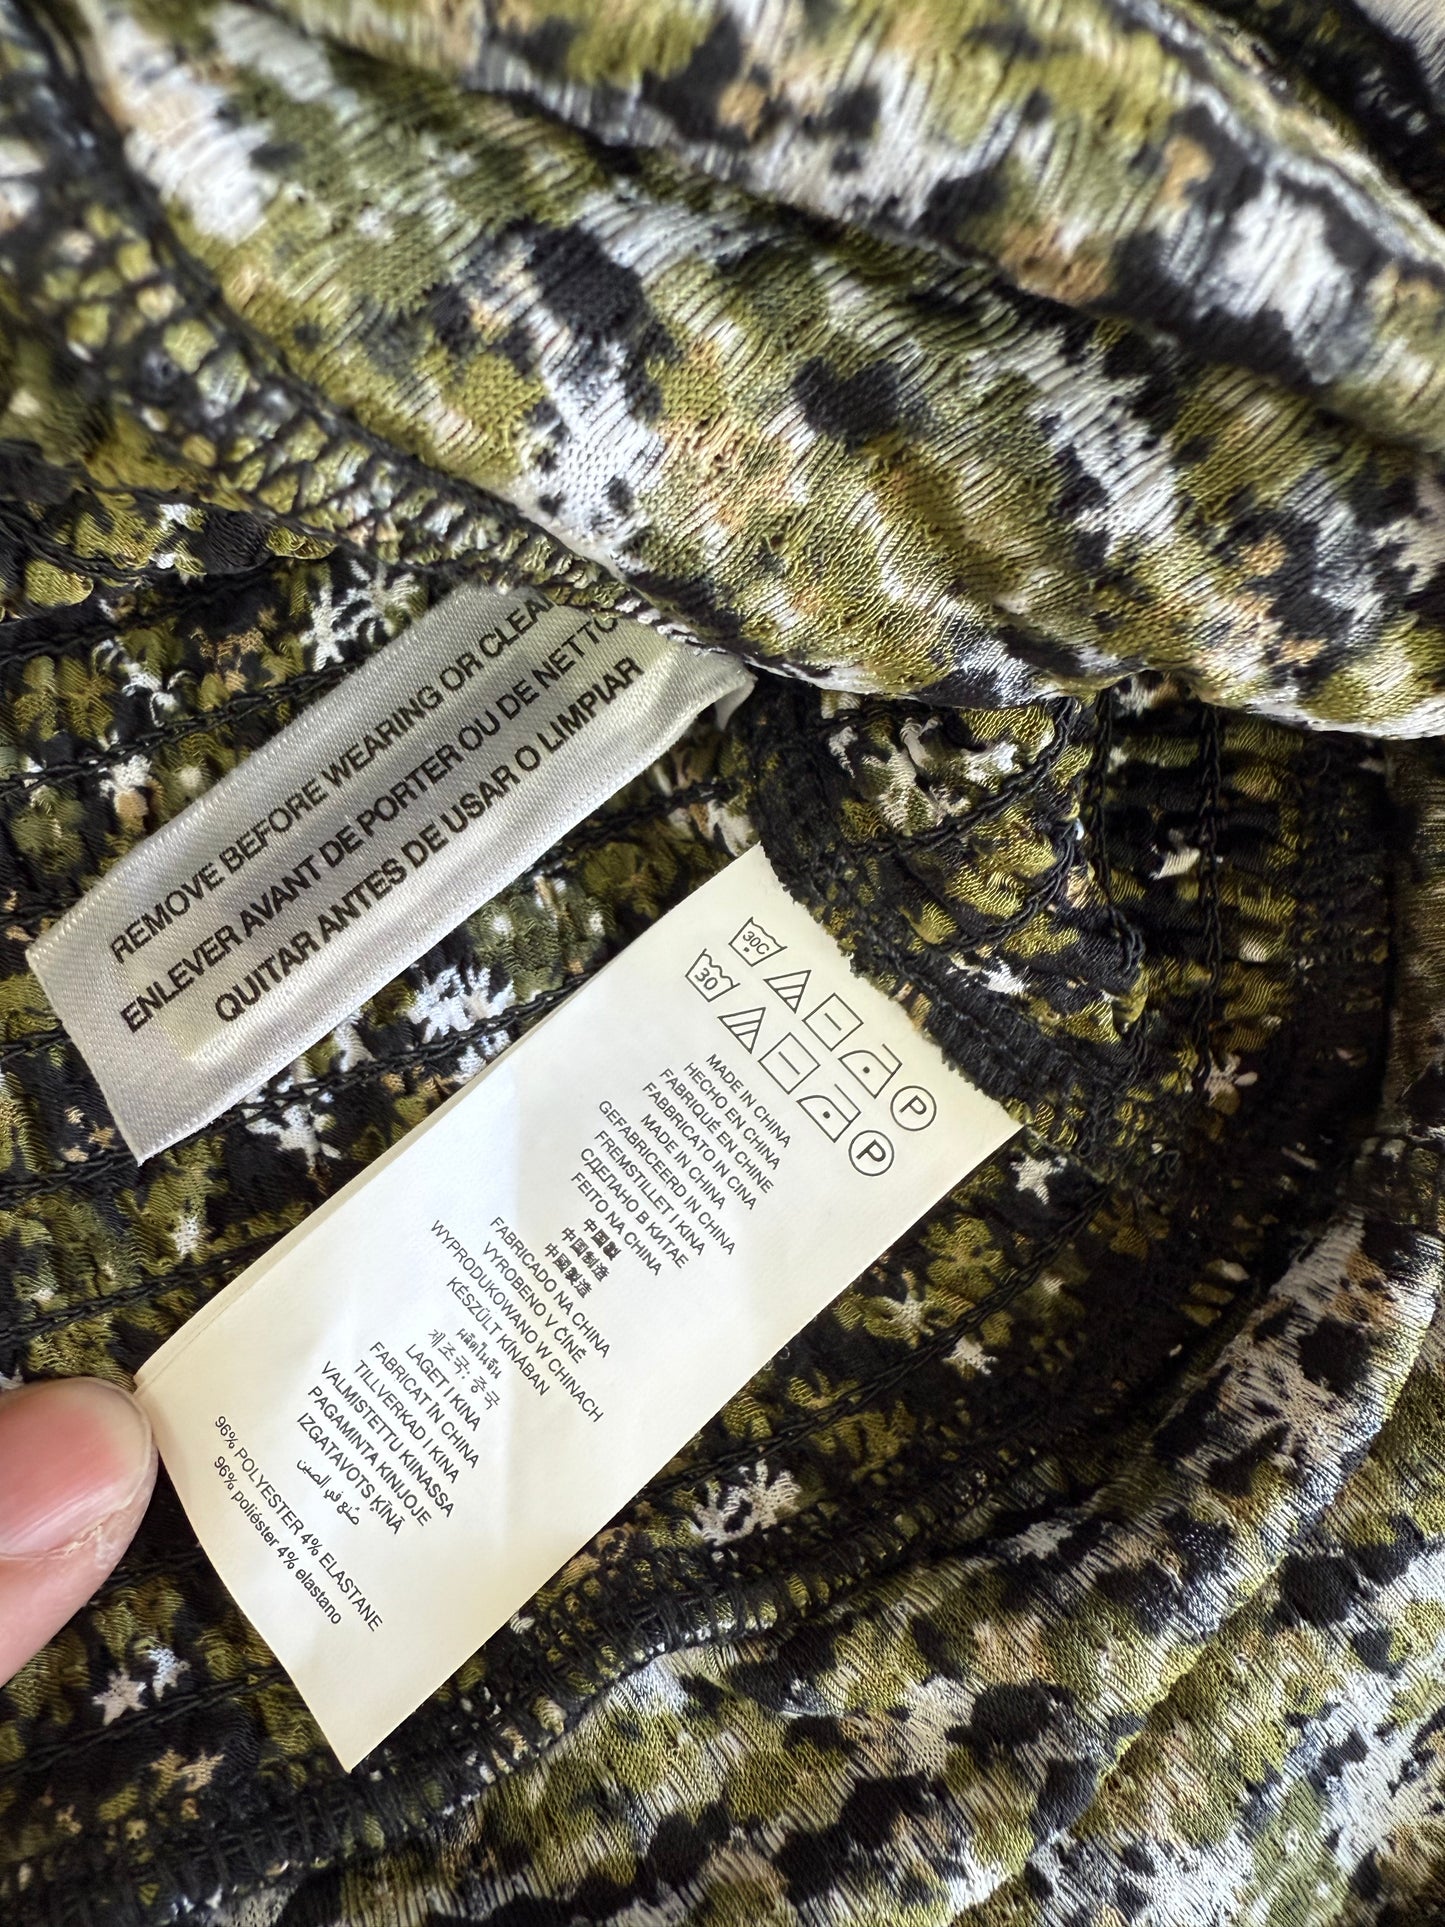 REMOVE BEFORE WEARING OR CLEA
ENLEVER AVANT DE PORTER OU DE NETTO
QUITAR ANTES DE USAR O LIMPIAR
30C
30
P
P
MADE IN CHINA
HECHO EN CHINA
FABRIQUÉ EN CHINE
FABBRICATO IN CINA
MADE IN CHINA
GEFABRICEERD IN CHINA
FREMSTILLET I KINA
СДЕЛАНО В КИТАЕ
FEITO NA CHINA
中国製
中国制造
中國製造
FABRICADO NA CHINA
VYROBENO V ČÍNĚ
WYPRODUKOWANO W CHINACH
KÉSZÜLT KÍNÁBAN
ผลิตในจีน
제조국: 중국
LAGET I KINA
FABRICAT ÎN CHINA
TILLVERKAD I KINA
VALMISTETTU KIINASSA
PAGAMINTA KINIJOJE
IZGATAVOTS ĶĪNĀ
صنع في الصين
96% POLYESTER 4% ELASTANE
96% poliéster 4% elastano